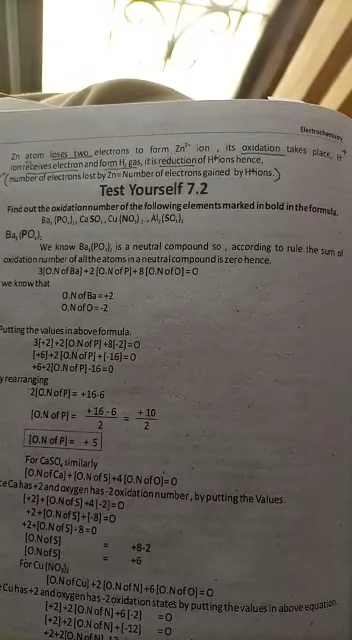 Electrochemistry
Zn atom loses two electrons to form Zn²⁺ ion , its oxidation takes place, H⁺
ion receives electron and form H₂ gas, it is reduction of H⁺ions hence,
(number of electrons lost by Zn=Number of electrons gained by H⁺ions.)
Test Yourself 7.2
Find out the oxidation number of the following elements marked in bold in the formula.
Ba₃(PO₄)₂, CaSO₄, Cu(NO₃)₂, Al₂(SO₄)₃
Ba₃(PO₄)₂
We know Ba₃(PO₄)₂ is a neutral compound so , according to rule the sum of
oxidation number of all the atoms in a neutral compound is zero hence.
3(O.N of Ba)+2[O.N of P]+8[O.N of O]=O
we know that
O.N of Ba=+2
O.N of O=-2
Putting the values in above formula.
3[+2]+2[O.N of P]+8[-2]=O
[+6]+2[O.N of P]+[-16]=O
+6+2[O.N of P]-16=0
y rearranging
2[O.N of P]= +16-6
[O.N of P]= +16-6 / 2 = +10 / 2
[O.N of P]= +5
For CaSO₄ similarly
[O.N of Ca]+[O.N of S]+4[O.N of O]=O
ce Ca has +2 and oxygen has -2 oxidation number, by putting the Values.
[+2]+[O.N of S]+4[-2]=O
+2+[O.N of S]+[-8]=O
+2+[O.N of S]-8=0
[O.N of S] = +8-2
[O.N of S] = +6
For Cu(NO₃)₂
[O.N of Cu]+2[O.N of N]+6[O.N of O]=O
e Cu has +2 and oxygen has -2 oxidation states by putting the values in above equation.
[+2]+2[O.N of N]+6[-2] =O
[+2]+2[O.N of N]+[-12] =O
+2+2[O.N of N]-12